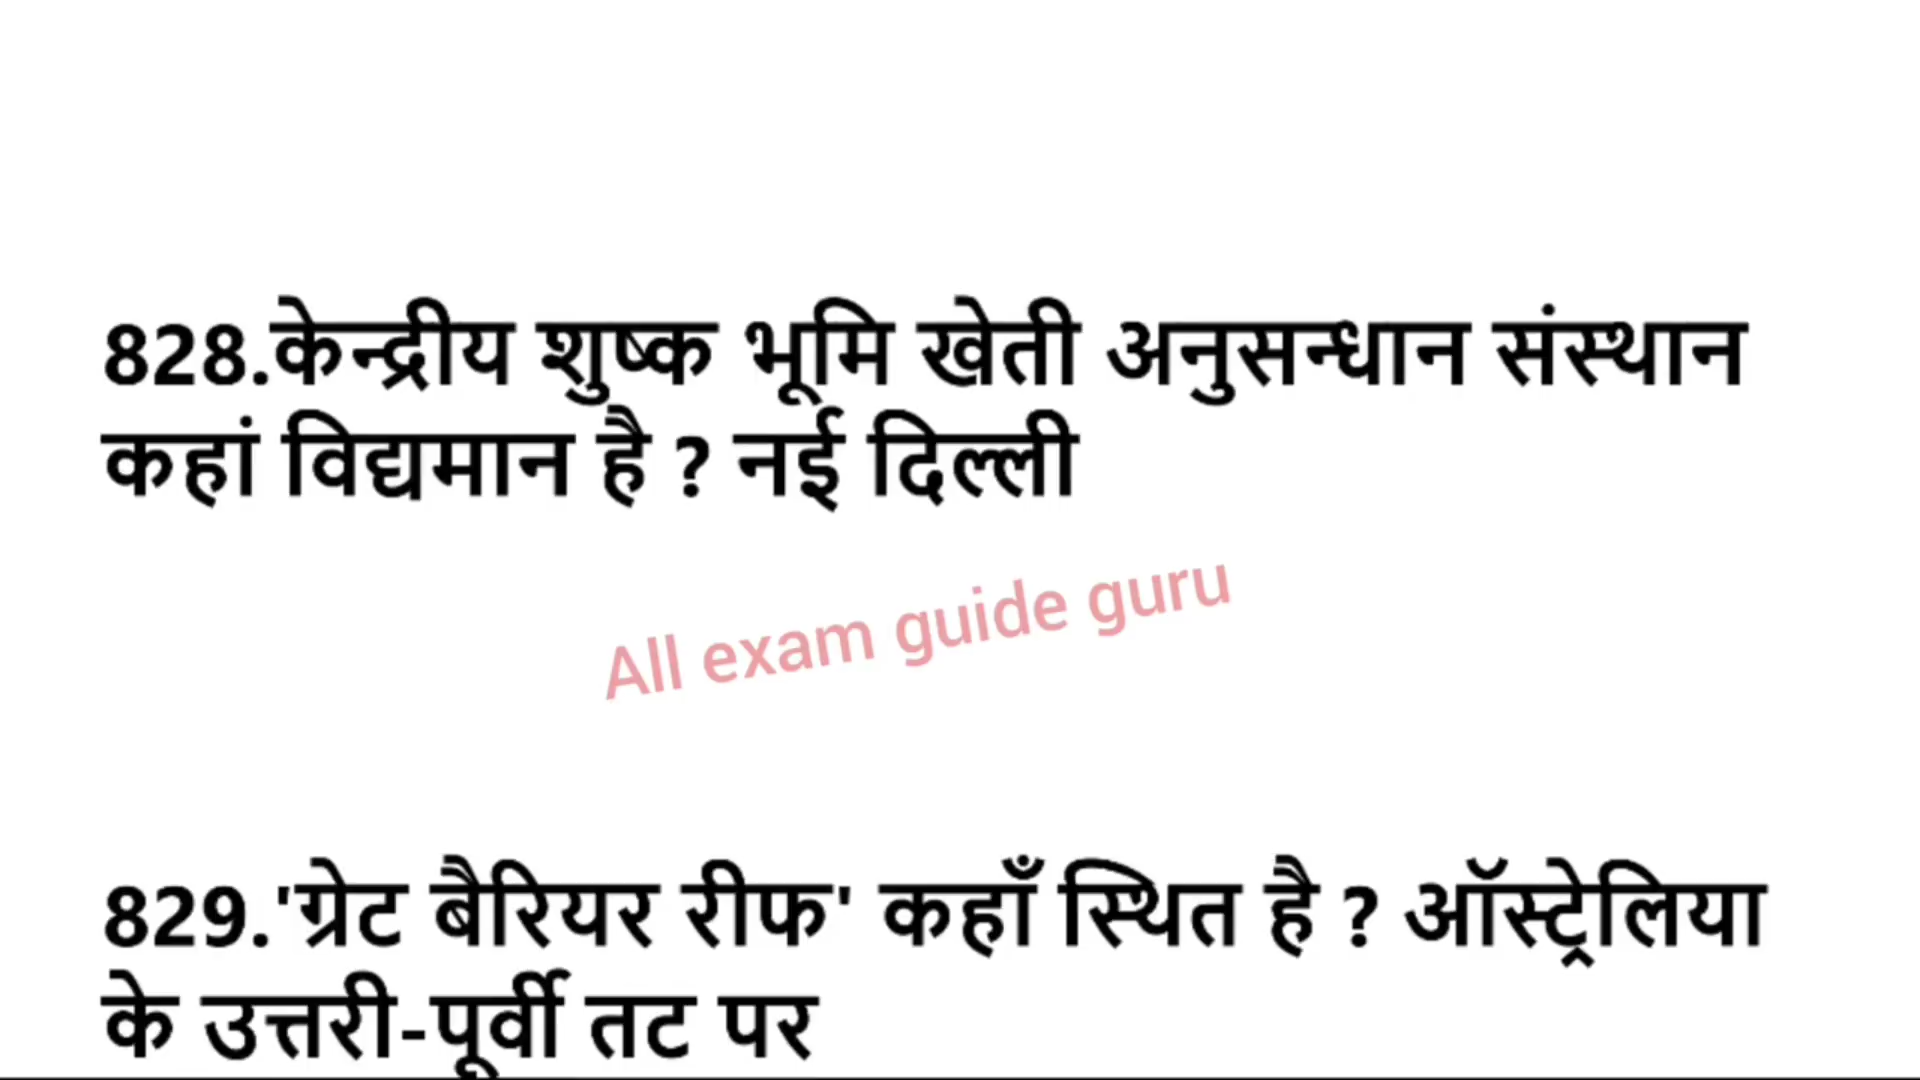 828.केन्द्रीय शुष्क भूमि खेती अनुसन्धान संस्थान
कहां विद्यमान है ? नई दिल्ली
All exam guide guru
829.'ग्रेट बैरियर रीफ' कहाँ स्थित है ? ऑस्ट्रेलिया
के उत्तरी-पूर्वी तट पर